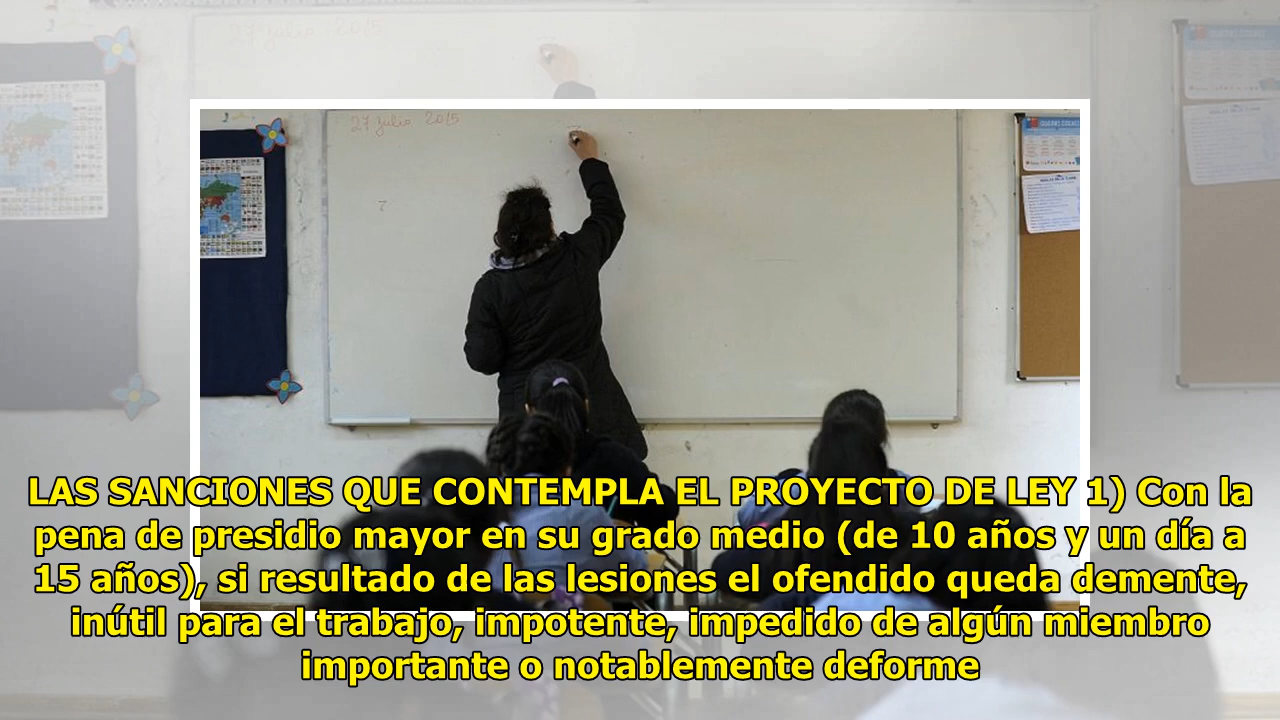 27 julio 2015
LAS SANCIONES QUE CONTEMPLA EL PROYECTO DE LEY 1) Con la
pena de presidio mayor en su grado medio (de 10 años y un día a
15 años), si resultado de las lesiones el ofendido queda demente,
inútil para el trabajo, impotente, impedido de algún miembro
importante o notablemente deforme